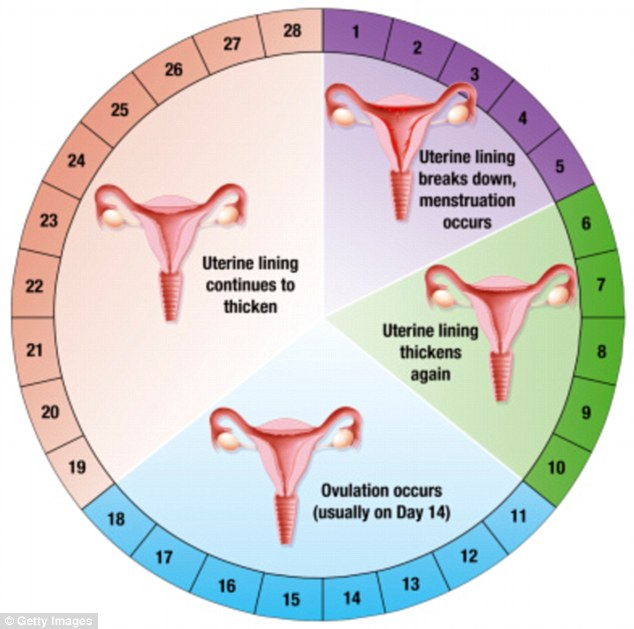 1
2
3
4
5
6
7
8
9
10
11
12
13
14
15
16
17
18
19
20
21
22
23
24
25
26
27
28
Uterine lining
breaks down,
menstruation
occurs
Uterine lining
thickens
again
Ovulation occurs
(usually on Day 14)
Uterine lining
continues to
thicken
© Getty Images